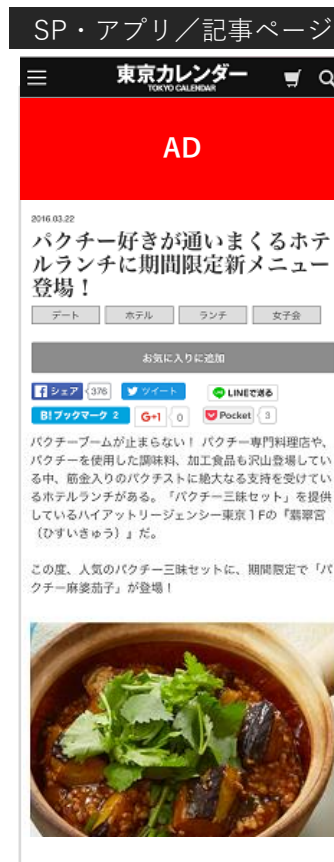 SP・アプリ／記事ページ
東京カレンダー
TOKYO CALENDAR
AD
2016.03.22
パクチー好きが通いまくるホテ
ルランチに期間限定新メニュー
登場！
デート ホテル ランチ 女子会
お気に入りに追加
シェア 376 ツイート LINEで送る
B!ブックマーク 2 G+1 0 Pocket 3
パクチーブームが止まらない！ パクチー専門料理店や、
パクチーを使用した調味料、加工食品も沢山登場してい
る中、筋金入りのパクチストに絶大なる支持を受けてい
るホテルランチがある。「パクチー三昧セット」を提供
しているハイアットリージェンシー東京１Fの『翡翠宮
（ひすいきゅう）』だ。
この度、人気のパクチー三昧セットに、期間限定で「パ
クチー麻婆茄子」が登場！